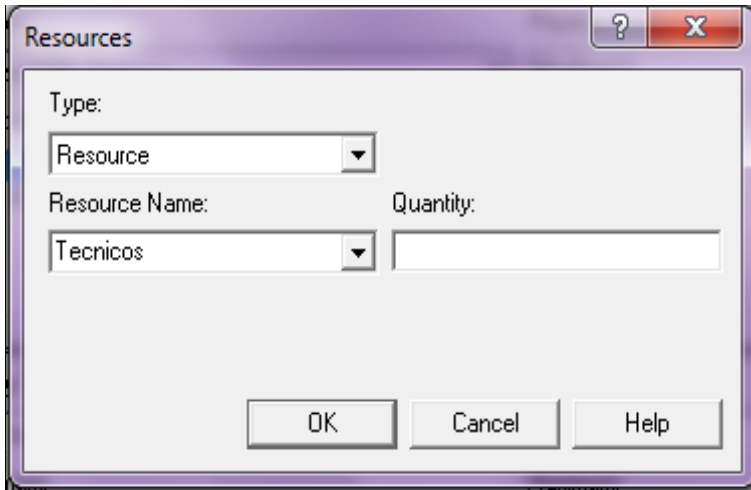 Resources
?
X
Type:
Resource
Resource Name:
Quantity:
Tecnicos
OK
Cancel
Help